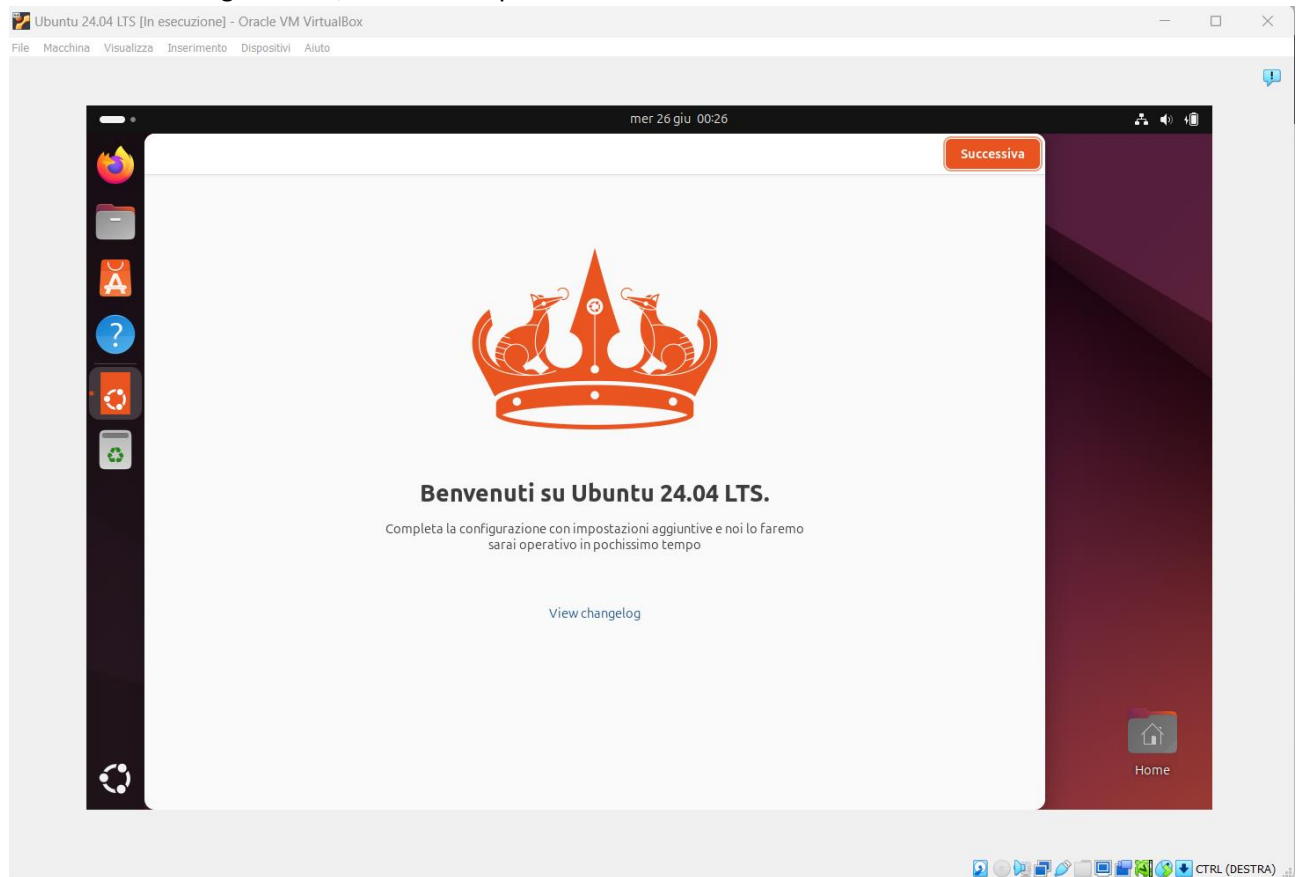 Ubuntu 24.04 LTS [In esecuzione] - Oracle VM VirtualBox
File Macchina Visualizza Inserimento Dispositivi Aiuto
mer 26 giu 00:26
Successiva
Benvenuti su Ubuntu 24.04 LTS.
Completa la configurazione con impostazioni aggiuntive e noi lo faremo
sarai operativo in pochissimo tempo
View changelog
Home
CTRL (DESTRA)